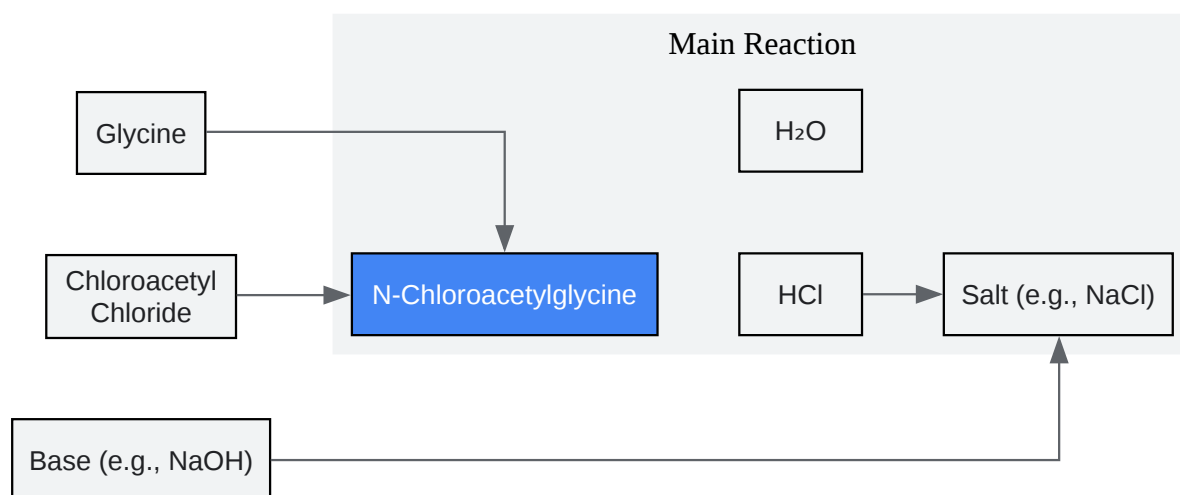 Main Reaction
Glycine
H₂O
Chloroacetyl
Chloride
N-Chloroacetylglycine
HCl
Salt (e.g., NaCl)
Base (e.g., NaOH)